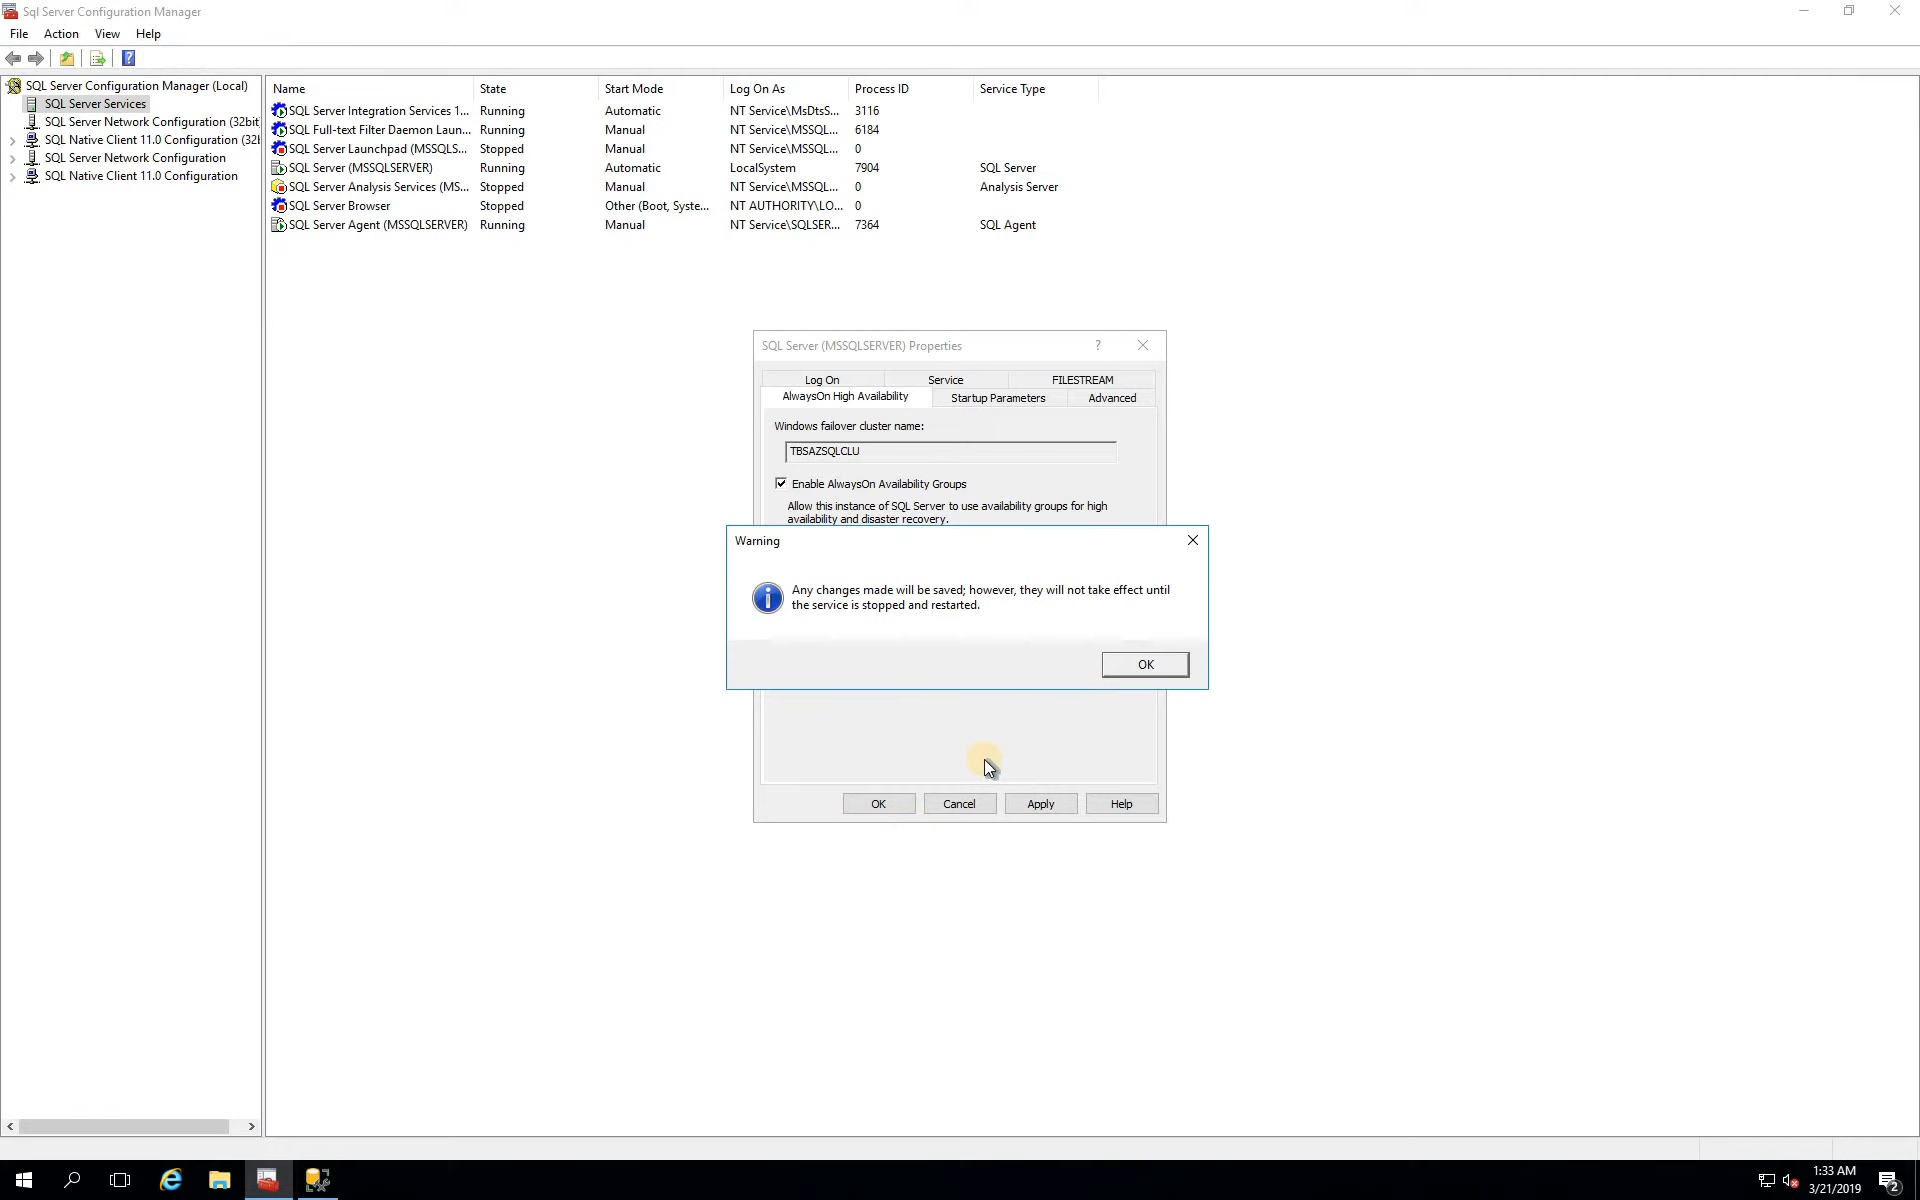 Sql Server Configuration Manager
File Action View Help
SQL Server Configuration Manager (Local)
SQL Server Services
SQL Server Network Configuration (32bit
SQL Native Client 11.0 Configuration (32b
SQL Server Network Configuration
SQL Native Client 11.0 Configuration
Name State Start Mode Log On As Process ID Service Type
SQL Server Integration Services 1... Running Automatic NT Service\MsDtsS... 3116
SQL Full-text Filter Daemon Laun... Running Manual NT Service\MSSQL... 6184
SQL Server Launchpad (MSSQLS... Stopped Manual NT Service\MSSQL... 0
SQL Server (MSSQLSERVER) Running Automatic LocalSystem 7904 SQL Server
SQL Server Analysis Services (MS... Stopped Manual NT Service\MSSQL... 0 Analysis Server
SQL Server Browser Stopped Other (Boot, Syste... NT AUTHORITY\LO... 0
SQL Server Agent (MSSQLSERVER) Running Manual NT Service\SQLSER... 7364 SQL Agent
SQL Server (MSSQLSERVER) Properties ?
Log On Service FILESTREAM
AlwaysOn High Availability Startup Parameters Advanced
Windows failover cluster name:
TBSAZSQLCLU
Enable AlwaysOn Availability Groups
Allow this instance of SQL Server to use availability groups for high
availability and disaster recovery.
Warning
Any changes made will be saved; however, they will not take effect until
the service is stopped and restarted.
OK
OK Cancel Apply Help
1:33 AM
3/21/2019
2